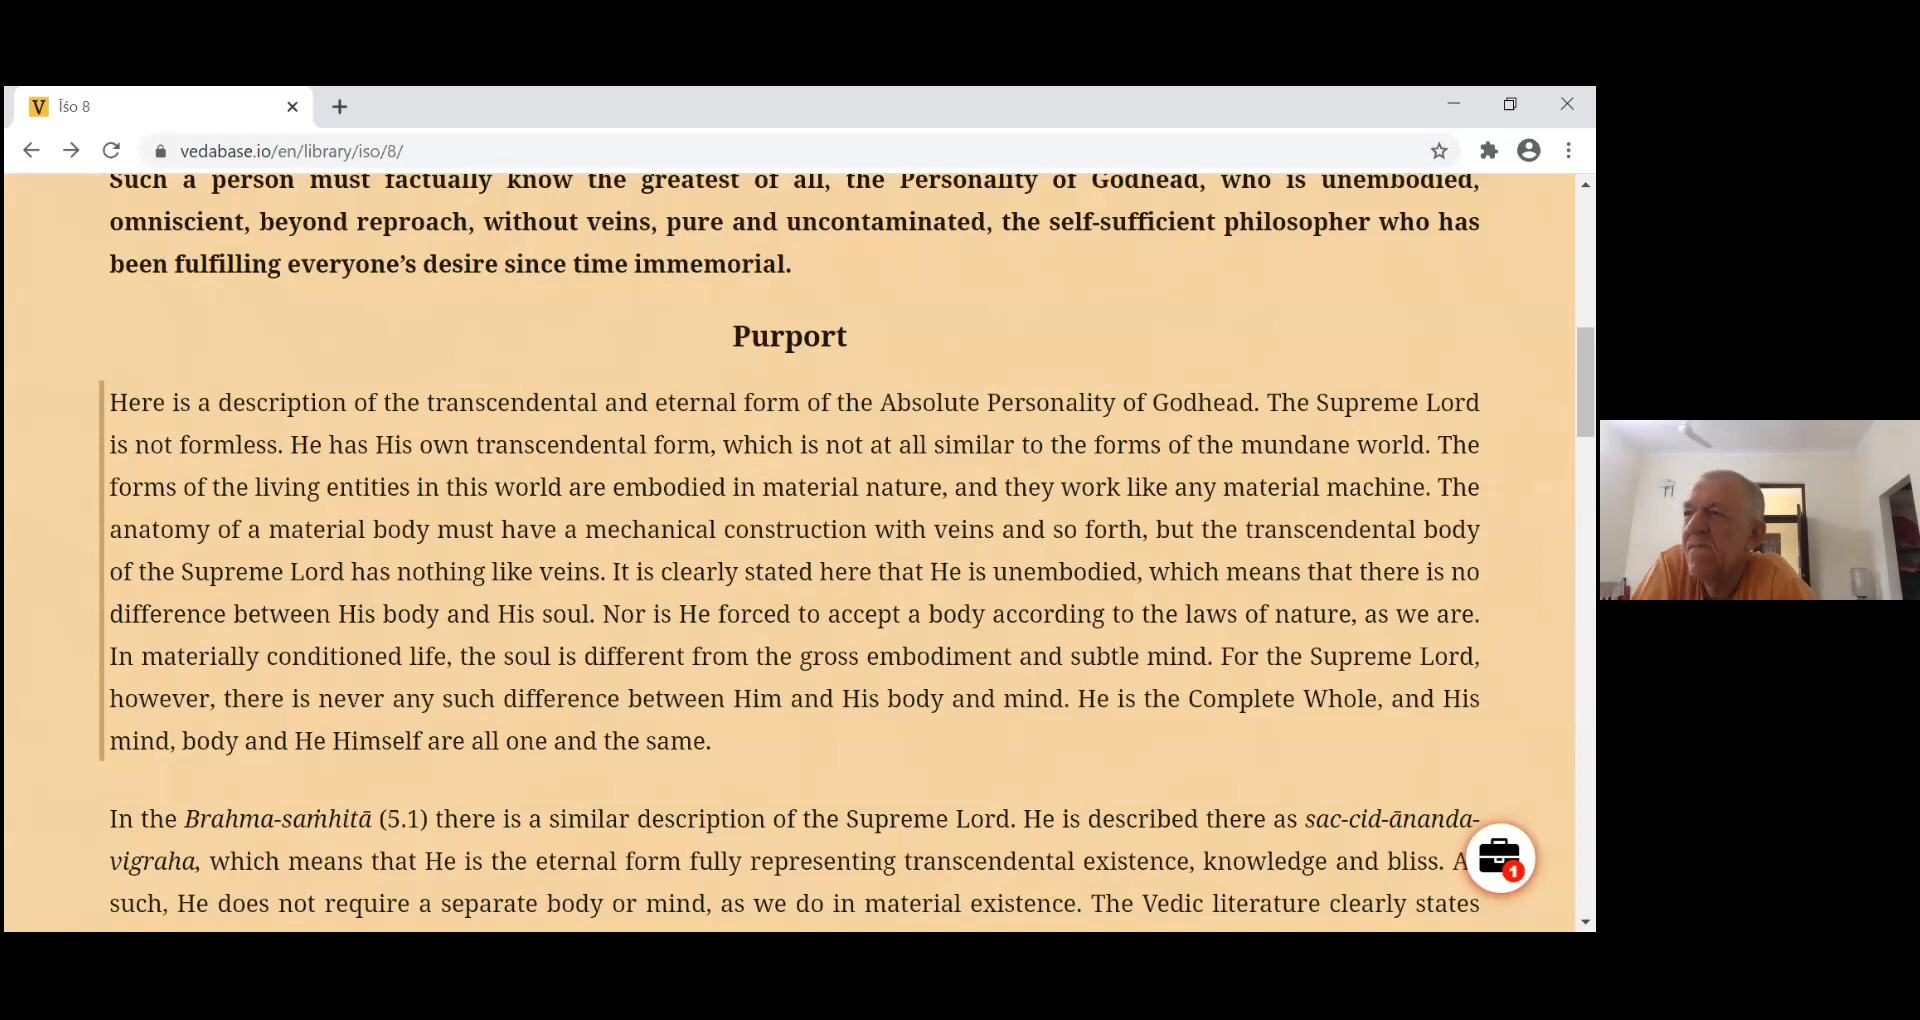 Īśo 8
vedabase.io/en/library/iso/8/
Such a person must factually know the greatest of all, the Personality of Godhead, who is unembodied,
omniscient, beyond reproach, without veins, pure and uncontaminated, the self-sufficient philosopher who has
been fulfilling everyone’s desire since time immemorial.
Purport
Here is a description of the transcendental and eternal form of the Absolute Personality of Godhead. The Supreme Lord
is not formless. He has His own transcendental form, which is not at all similar to the forms of the mundane world. The
forms of the living entities in this world are embodied in material nature, and they work like any material machine. The
anatomy of a material body must have a mechanical construction with veins and so forth, but the transcendental body
of the Supreme Lord has nothing like veins. It is clearly stated here that He is unembodied, which means that there is no
difference between His body and His soul. Nor is He forced to accept a body according to the laws of nature, as we are.
In materially conditioned life, the soul is different from the gross embodiment and subtle mind. For the Supreme Lord,
however, there is never any such difference between Him and His body and mind. He is the Complete Whole, and His
mind, body and He Himself are all one and the same.
In the Brahma-saṁhitā (5.1) there is a similar description of the Supreme Lord. He is described there as sac-cid-ānanda-
vigraha, which means that He is the eternal form fully representing transcendental existence, knowledge and bliss.
such, He does not require a separate body or mind, as we do in material existence. The Vedic literature clearly states
1